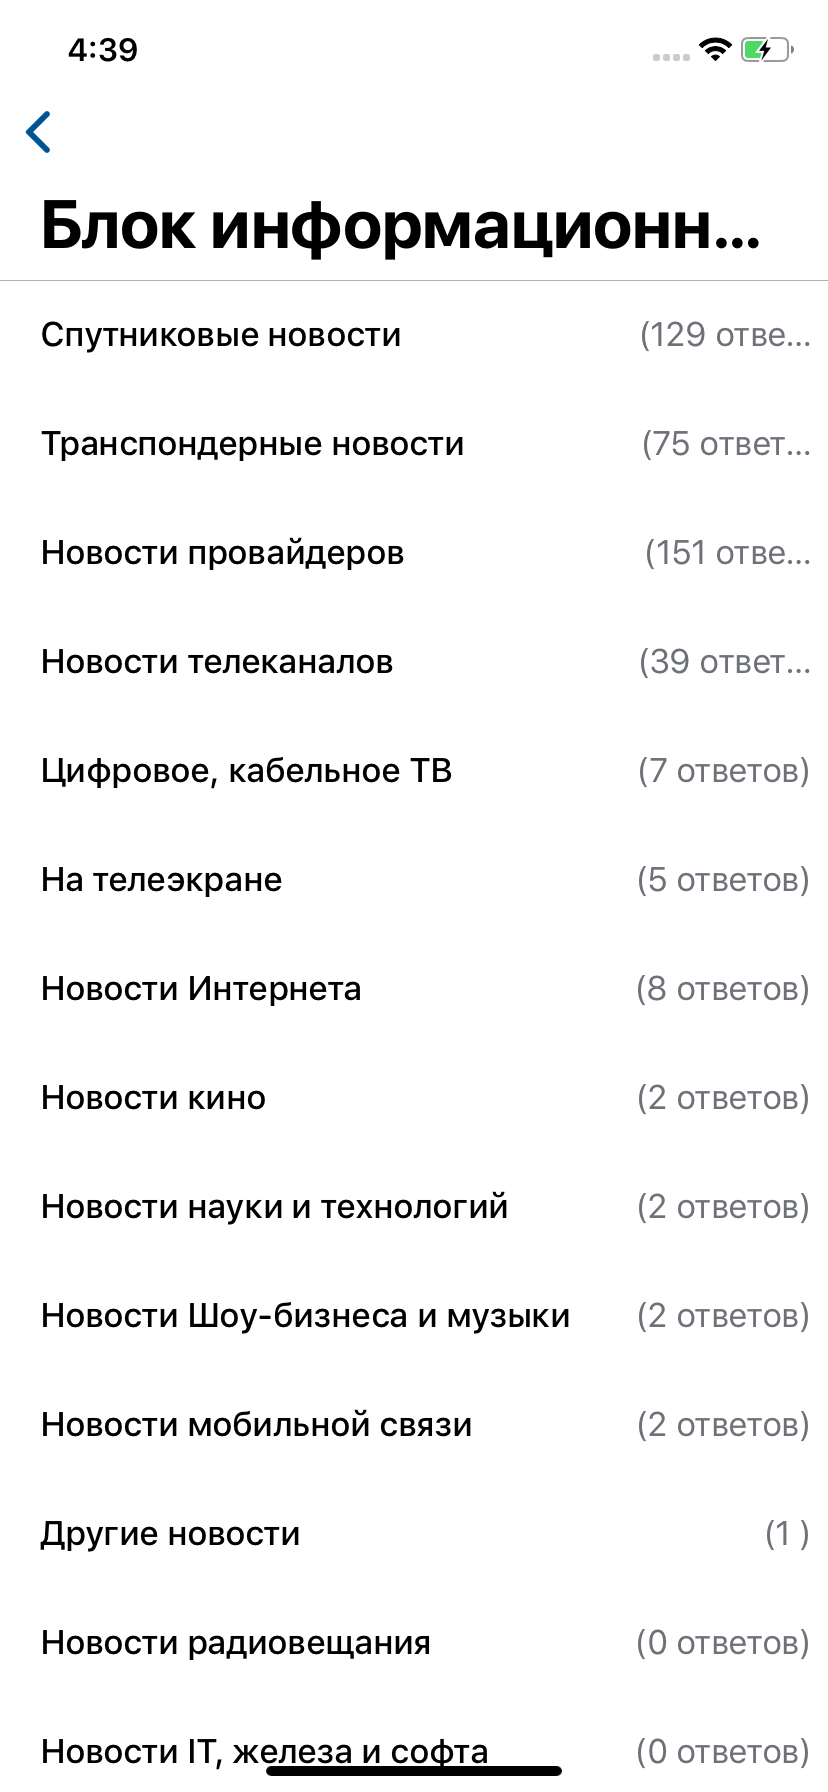 4:39
Блок информационн...
Спутниковые новости (129 отве...
Транспондерные новости (75 ответ...
Новости провайдеров (151 отве...
Новости телеканалов (39 ответ...
Цифровое, кабельное ТВ (7 ответов)
На телеэкране (5 ответов)
Новости Интернета (8 ответов)
Новости кино (2 ответов)
Новости науки и технологий (2 ответов)
Новости Шоу-бизнеса и музыки (2 ответов)
Новости мобильной связи (2 ответов)
Другие новости (1 )
Новости радиовещания (0 ответов)
Новости IT, железа и софта (0 ответов)